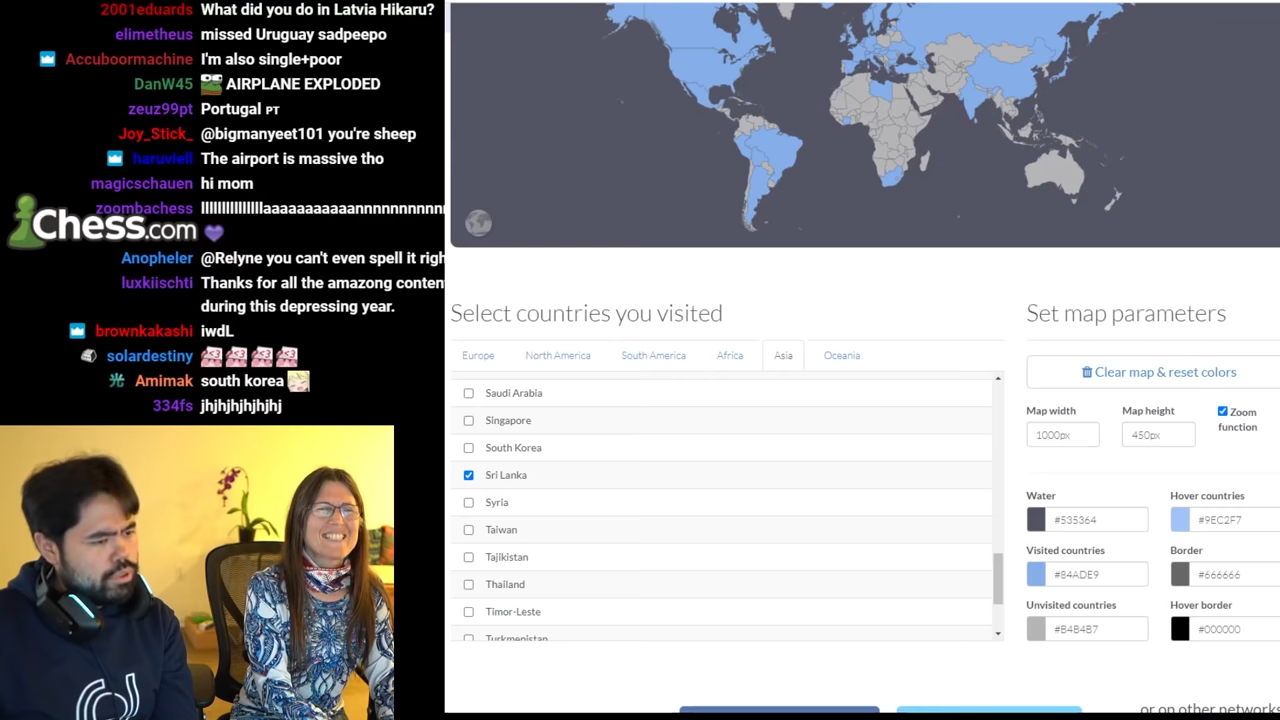 2001eduards What did you do in Latvia Hikaru?
elimetheus missed Uruguay sadpeepo
Accuboormachine I'm also single+poor
DanW45 AIRPLANE EXPLODED
zeuz99pt Portugal PT
Joy_Stick_ @bigmanyeet101 you're sheep
haruviell The airport is massive tho
magicschauen hi mom
zoombachess
Chess.com
Anopheler @Relyne you can't even spell it righ
luxkiischti Thanks for all the amazong conten
during this depressing year.
brownkakashi iwdL
solardestiny
Amimak south korea
334fs jhjhjhjhjhjhj
Select countries you visited
Europe North America South America Africa Asia Oceania
Saudi Arabia
Singapore
South Korea
Sri Lanka
Syria
Taiwan
Tajikistan
Thailand
Timor-Leste
Turkmenistan
Set map parameters
Clear map & reset colors
Map width Map height Zoom function
1000px 450px
Water Hover countries
#535364 #9EC2F7
Visited countries Border
#84ADE9 #666666
Unvisited countries Hover border
#B4B4B7 #000000
or on other networks